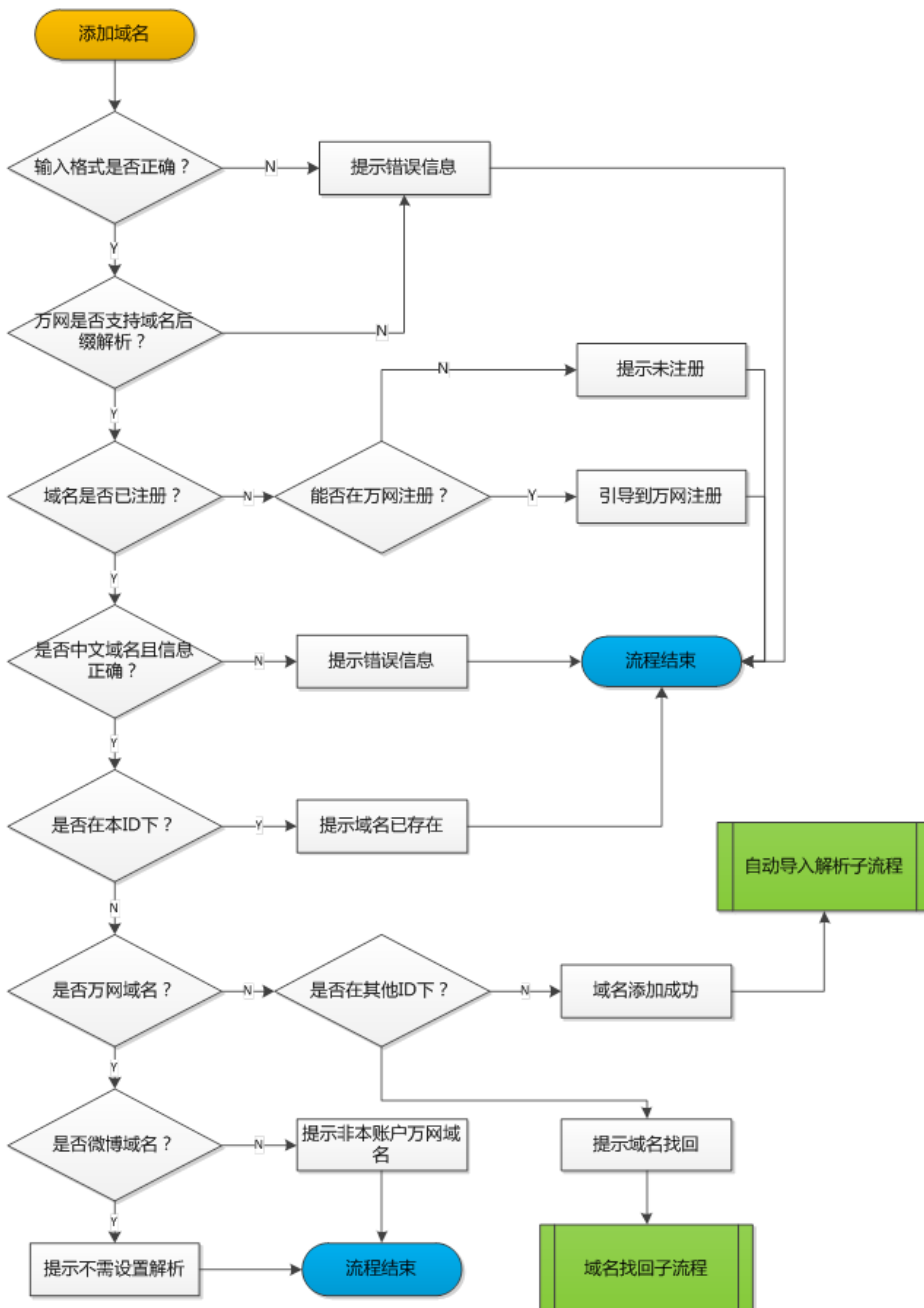 添加域名
输入格式是否正确？
N
提示错误信息
Y
万网是否支持域名后
缀解析？
N
Y
N
提示未注册
域名是否已注册？
N
能否在万网注册？
Y
引导到万网注册
Y
是否中文域名且信息
正确？
N
提示错误信息
流程结束
Y
是否在本ID下？
Y
提示域名已存在
自动导入解析子流程
N
是否万网域名？
N
是否在其他ID下？
N
域名添加成功
Y
是否微博域名？
N
提示非本账户万网域
名
提示域名找回
Y
提示不需设置解析
流程结束
域名找回子流程